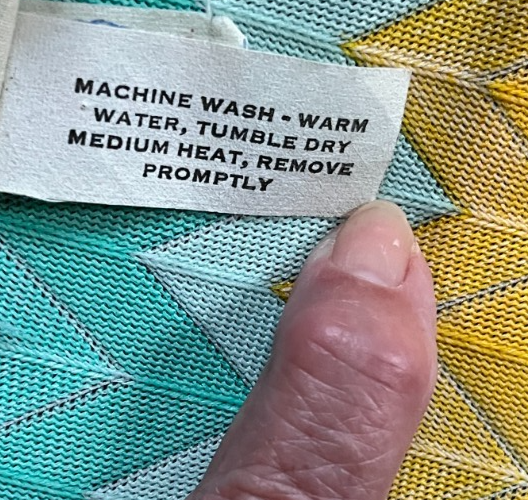 MACHINE WASH - WARM
WATER, TUMBLE DRY
MEDIUM HEAT, REMOVE
PROMPTLY